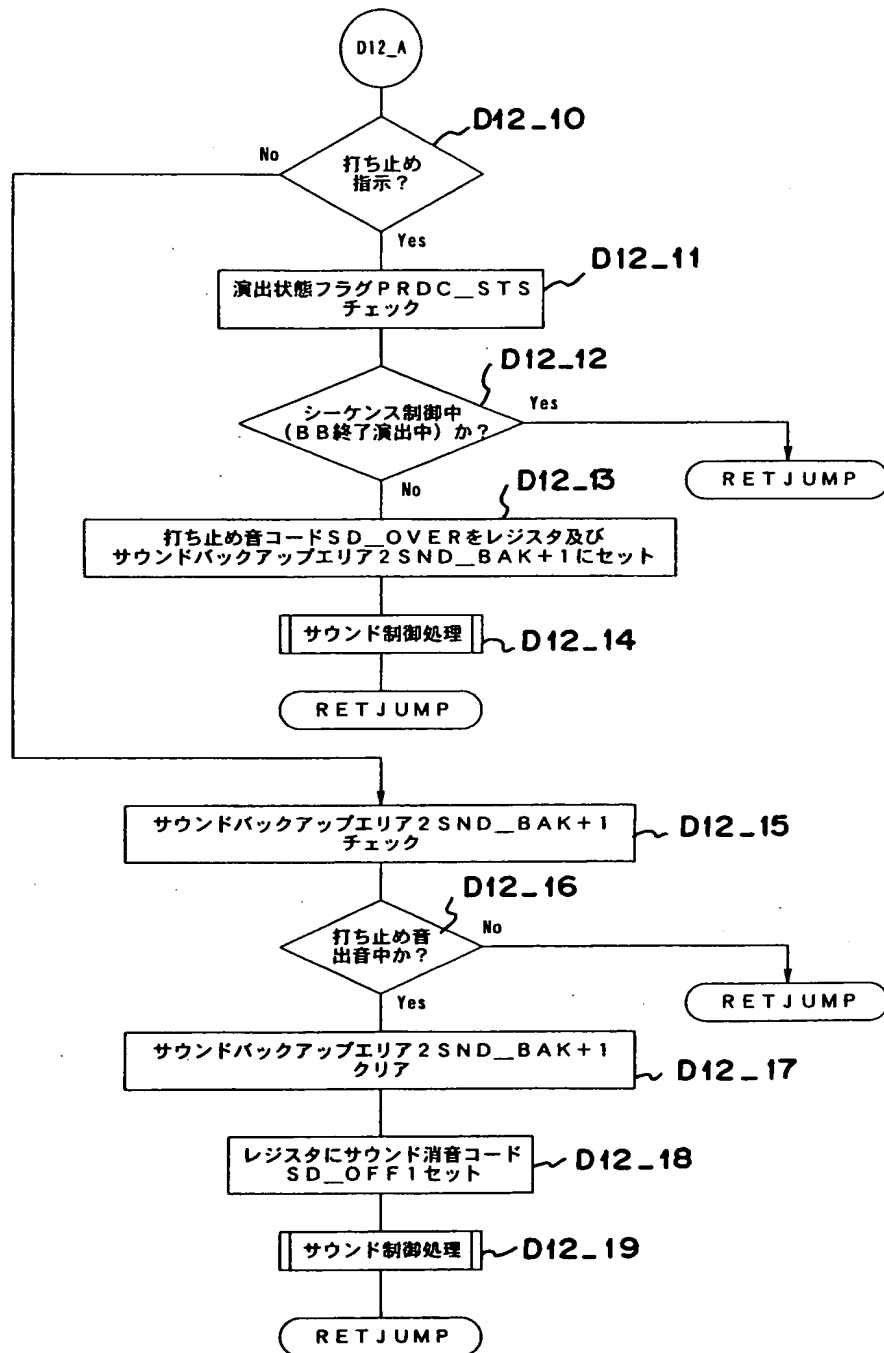 D12_A
D12_10
No
打ち止め
指示?
Yes
D12_11
演出状態フラグPRDC__STS
チェック
D12_12
シーケンス制御中
(BB終了演出中)か?
Yes
RETJUMP
No
D12_13
打ち止め音コードSD__OVERをレジスタ及び
サウンドバックアップエリア2SND__BAK+1にセット
サウンド制御処理
D12_14
RETJUMP
サウンドバックアップエリア2SND__BAK+1
チェック
D12_15
D12_16
打ち止め音
出音中か?
No
RETJUMP
Yes
サウンドバックアップエリア2SND__BAK+1
クリア
D12_17
レジスタにサウンド消音コード
SD__OFF1セット
D12_18
サウンド制御処理
D12_19
RETJUMP